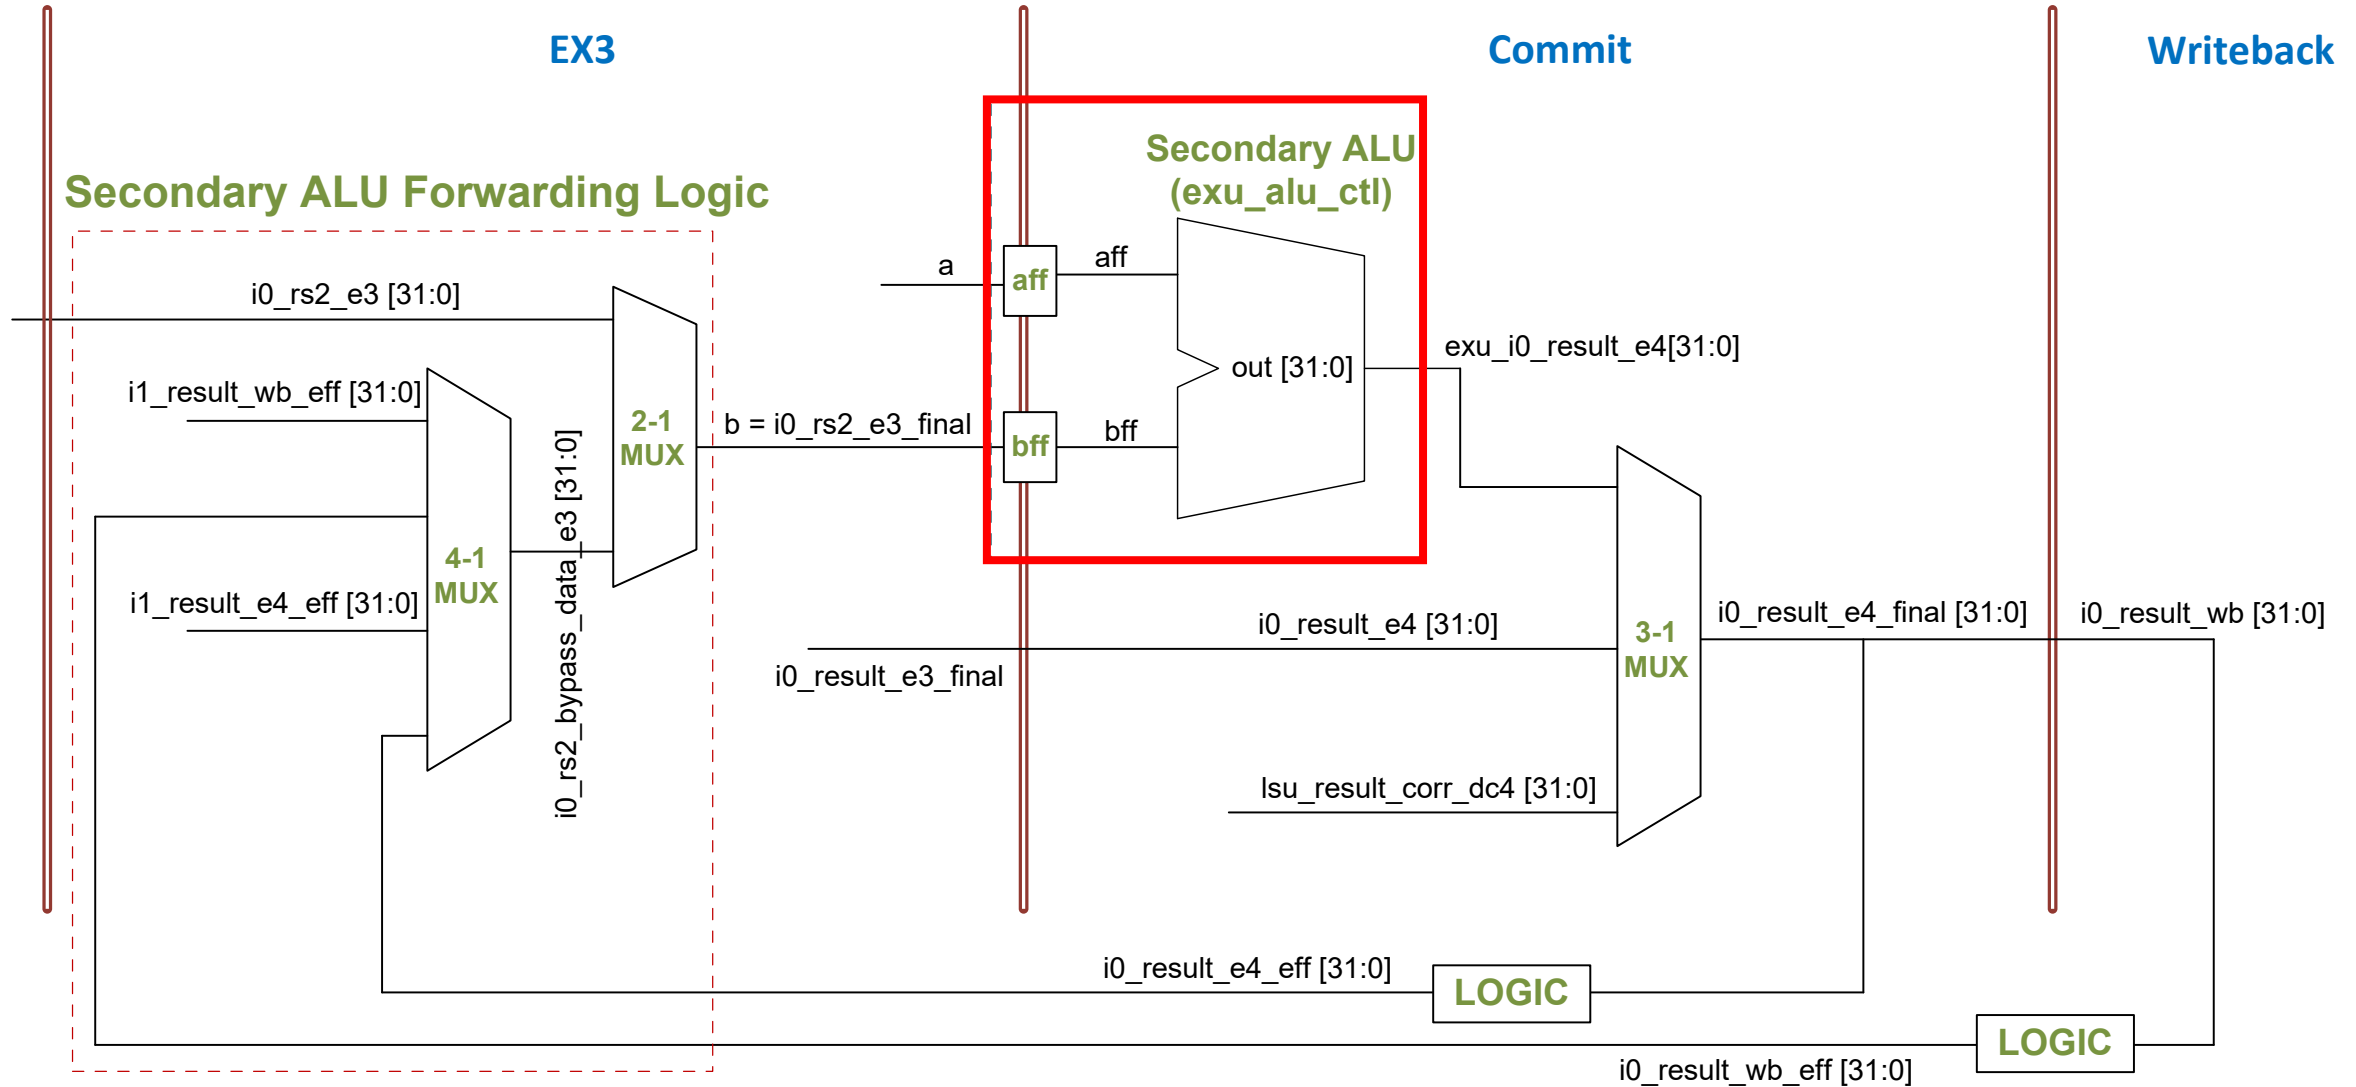 EX3
Commit
Writeback
Secondary ALU
(exu_alu_ctl)
Secondary ALU Forwarding Logic
a
aff
aff
i0_rs2_e3 [31:0]
exu_i0_result_e4[31:0]
out [31:0]
i1_result_wb_eff [31:0]
2-1
MUX
b = i0_rs2_e3_final
bff
bff
i0_rs2_bypass_data_e3 [31:0]
4-1
MUX
i1_result_e4_eff [31:0]
i0_result_e4 [31:0]
i0_result_e3_final
3-1
MUX
i0_result_e4_final [31:0]
i0_result_wb [31:0]
lsu_result_corr_dc4 [31:0]
i0_result_e4_eff [31:0]
LOGIC
LOGIC
i0_result_wb_eff [31:0]